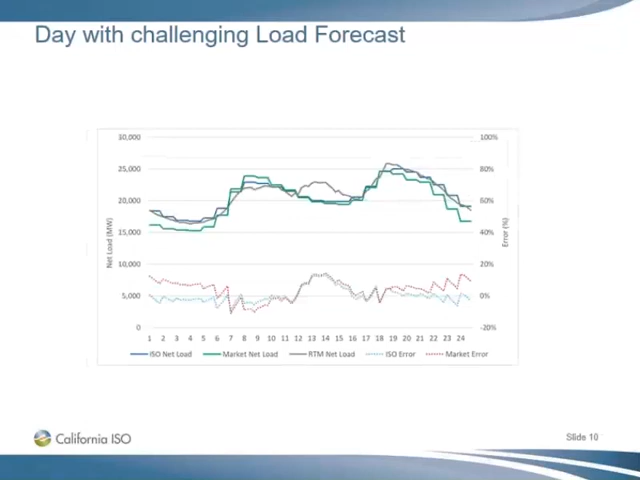 Day with challenging Load Forecast
30,000
25,000
20,000
15,000
10,000
5,000
0
Net Load (MW)
100%
80%
60%
40%
20%
0%
-20%
Error (%)
1 2 3 4 5 6 7 8 9 10 11 12 13 14 15 16 17 18 19 20 21 22 23 24
ISO Net Load Market Net Load RTM Net Load ISO Error Market Error
California ISO
Slide 10